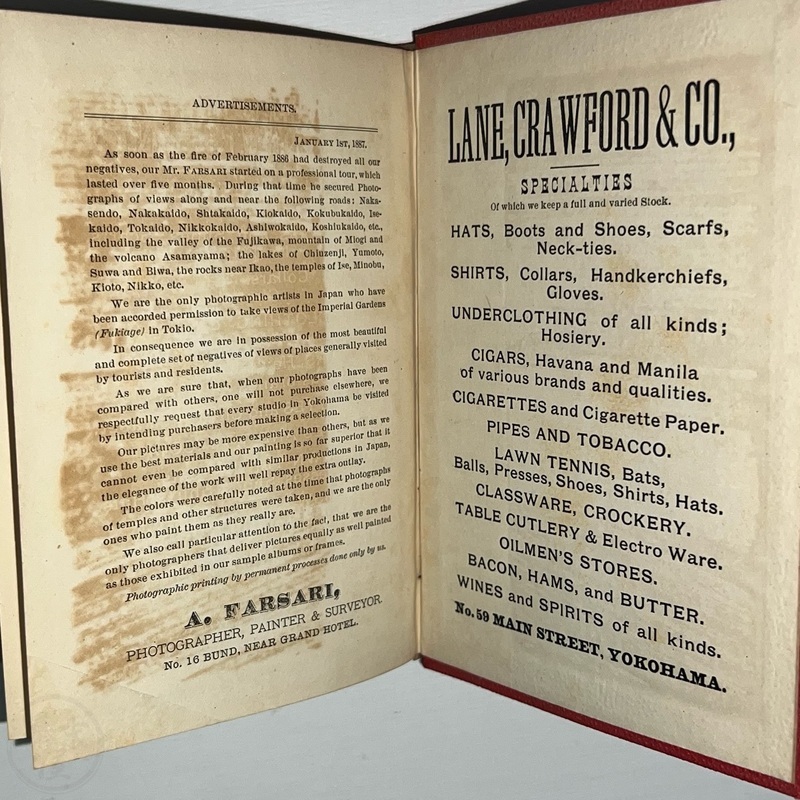 ADVERTISEMENTS.
JANUARY 1ST, 1887.
As soon as the fire of February 1886 had destroyed all our
negatives, our Mr. FARSARI started on a professional tour, which
lasted over five months. During that time he secured Photo-
graphs of views along and near the following roads: Naka-
sendo, Nakakaido, Shtakaido, Kiokaido, Kokubukaido, Ise-
kaido, Tokaido, Nikkokaido, Ashiwokaido, Koshiukaido, etc.,
including the valley of the Fujikawa, mountain of Miogi and
the volcano Asamayama; the lakes of Chiuzenji, Yumoto,
Suwa and Biwa, the rocks near Ikao, the temples of Ise, Minobu,
Kioto, Nikko, etc.
We are the only photographic artists in Japan who have
been accorded permission to take views of the Imperial Gardens
(Fukiage) in Tokio.
In consequence we are in possession of the most beautiful
and complete set of negatives of views of places generally visited
by tourists and residents.
As we are sure that, when our photographs have been
compared with others, one will not purchase elsewhere, we
respectfully request that every studio in Yokohama be visited
by intending purchasers before making a selection.
Our pictures may be more expensive than others, but as we
use the best materials and our painting is so far superior that it
cannot even be compared with similar productions in Japan,
the elegance of the work will well repay the extra outlay.
The colors were carefully noted at the time that photographs
of temples and other structures were taken, and we are the only
ones who paint them as they really are.
We also call particular attention to the fact, that we are the
only photographers that deliver pictures equally as well painted
as those exhibited in our sample albums or frames.
Photographic printing by permanent processes done only by us.
A. FARSARI,
PHOTOGRAPHER, PAINTER & SURVEYOR
No. 16 BUND, NEAR GRAND HOTEL.
LANE, CRAWFORD & CO.,
SPECIALTIES
Of which we keep a full and varied Stock.
HATS, Boots and Shoes, Scarfs,
Neck-ties.
SHIRTS, Collars, Handkerchiefs,
Gloves.
UNDERCLOTHING of all kinds;
Hosiery.
CIGARS, Havana and Manila
of various brands and qualities.
CIGARETTES and Cigarette Paper.
PIPES AND TOBACCO.
LAWN TENNIS, Bats,
Balls, Presses, Shoes, Shirts, Hats.
CLASSWARE, CROCKERY.
TABLE CUTLERY & Electro Ware.
OILMEN'S STORES.
BACON, HAMS, and BUTTER.
WINES and SPIRITS of all kinds.
No. 59 MAIN STREET, YOKOHAMA.